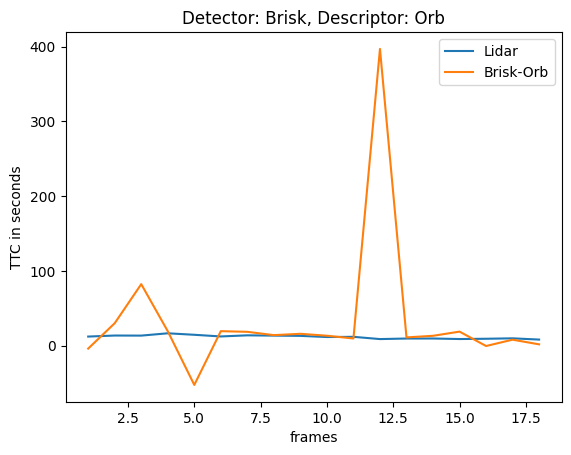 Detector: Brisk, Descriptor: Orb
Lidar
Brisk-Orb
TTC in seconds
400
300
200
100
0
2.5 5.0 7.5 10.0 12.5 15.0 17.5
frames